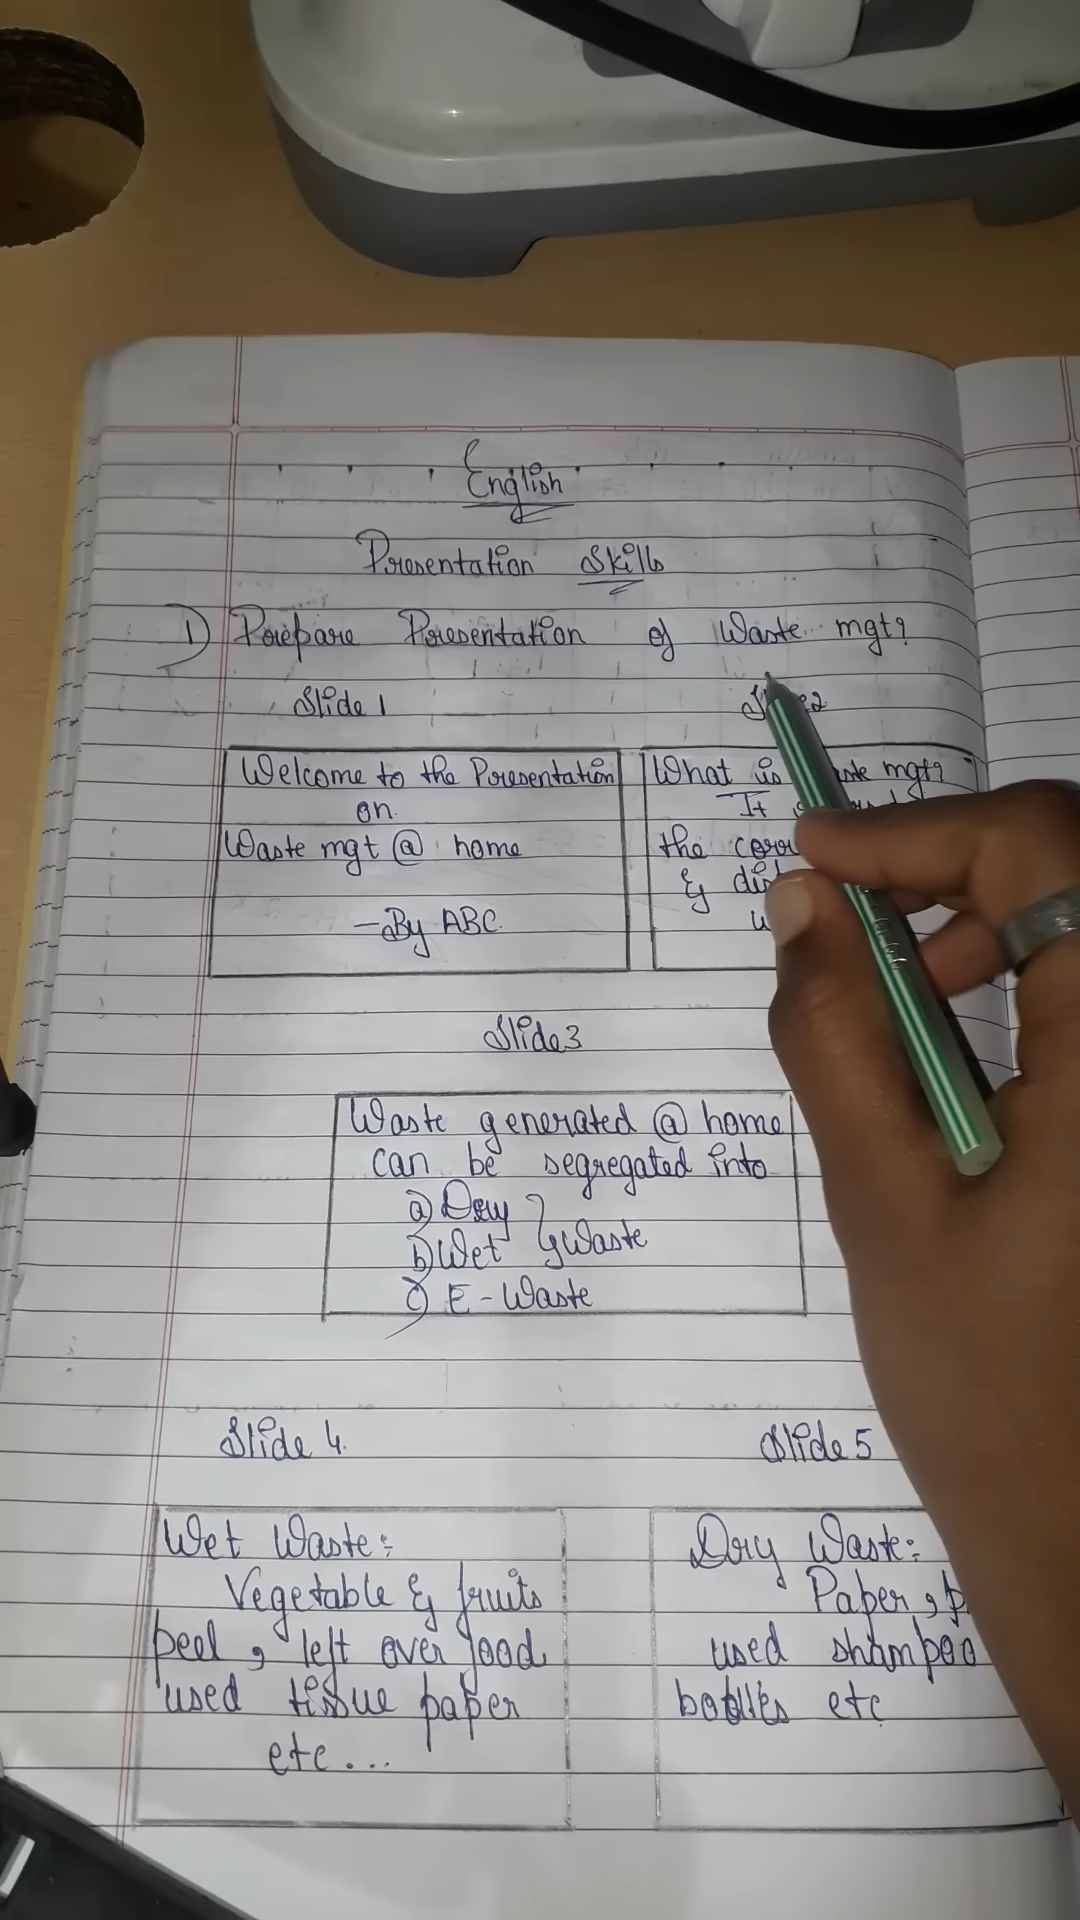 English
Presentation Skills
1) Prepare Presentation of Waste mgt?
Slide 1
Welcome to the Presentation
on
Waste mgt @ home
-By ABC.
What is mgt?
It
the
&
Slide 3
Waste generated @ home
can be segregated into
a) Dry
b) Wet } Waste
c) E-Waste
Slide 4.
Wet Waste:-
Vegetable & fruits
peel, left over food,
used tissue paper
etc...
Slide 5
Dry Waste:-
Paper,
used shampoo
bottles etc